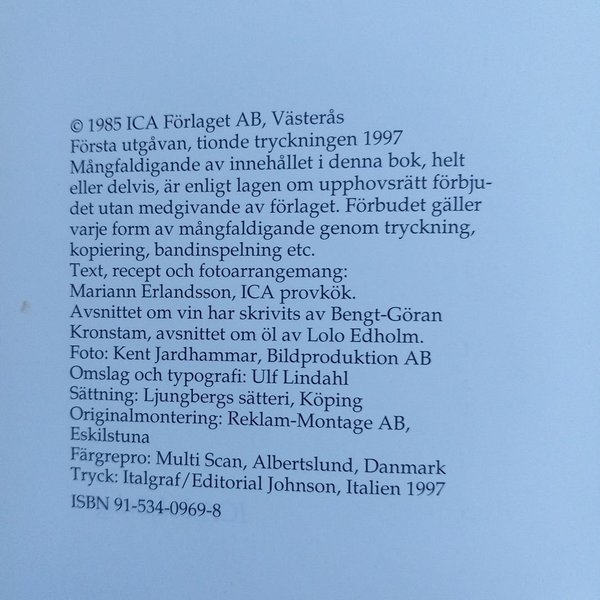 © 1985 ICA Förlaget AB, Västerås
Första utgåvan, tionde tryckningen 1997
Mångfaldigande av innehållet i denna bok, helt
eller delvis, är enligt lagen om upphovsrätt förbju-
det utan medgivande av förlaget. Förbudet gäller
varje form av mångfaldigande genom tryckning,
kopiering, bandinspelning etc.
Text, recept och fotoarrangemang:
Mariann Erlandsson, ICA provkök.
Avsnittet om vin har skrivits av Bengt-Göran
Kronstam, avsnittet om öl av Lolo Edholm.
Foto: Kent Jardhammar, Bildproduktion AB
Omslag och typografi: Ulf Lindahl
Sättning: Ljungbergs sätteri, Köping
Originalmontering: Reklam-Montage AB,
Eskilstuna
Färgrepro: Multi Scan, Albertslund, Danmark
Tryck: Italgraf/Editorial Johnson, Italien 1997
ISBN 91-534-0969-8